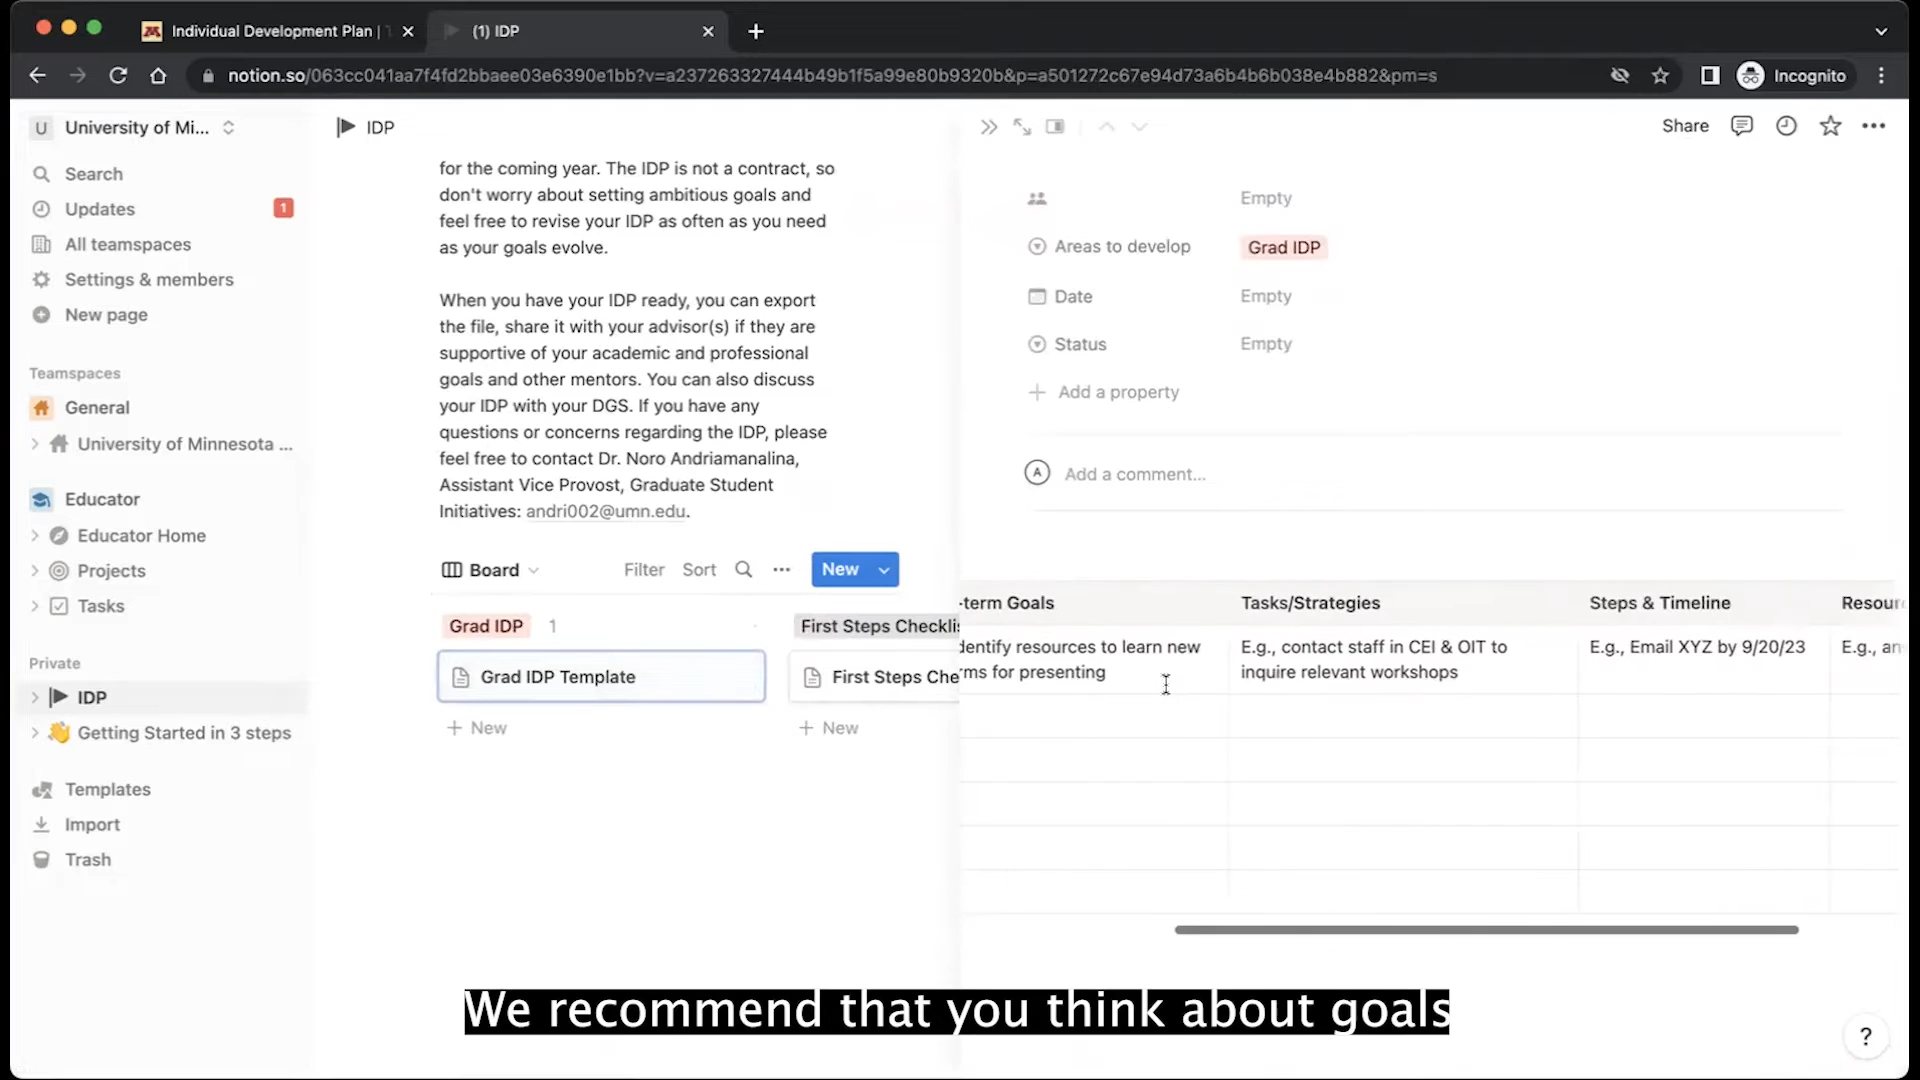 Individual Development Plan |
(1) IDP
notion.so/063cc041aa7f4fd2bbaee03e6390e1bb?v=a237263327444b49b1f5a99e80b9320b&p=a501272c67e94d73a6b4b6b038e4b882&pm=s
Incognito
U University of Mi...
Search
Updates 1
All teamspaces
Settings & members
New page
Teamspaces
General
University of Minnesota ...
Educator
Educator Home
Projects
Tasks
Private
IDP
Getting Started in 3 steps
Templates
Import
Trash
IDP
for the coming year. The IDP is not a contract, so
don't worry about setting ambitious goals and
feel free to revise your IDP as often as you need
as your goals evolve.
When you have your IDP ready, you can export
the file, share it with your advisor(s) if they are
supportive of your academic and professional
goals and other mentors. You can also discuss
your IDP with your DGS. If you have any
questions or concerns regarding the IDP, please
feel free to contact Dr. Noro Andriamanalina,
Assistant Vice Provost, Graduate Student
Initiatives: andri002@umn.edu.
Board Filter Sort ... New
Grad IDP 1 First Steps Checklis
Grad IDP Template First Steps Che
+ New + New
Share
Empty
Areas to develop Grad IDP
Date Empty
Status Empty
+ Add a property
A Add a comment...
-term Goals Tasks/Strategies Steps & Timeline Resour
dentify resources to learn new E.g., contact staff in CEI & OIT to E.g., Email XYZ by 9/20/23 E.g., an
rms for presenting inquire relevant workshops
We recommend that you think about goals
?